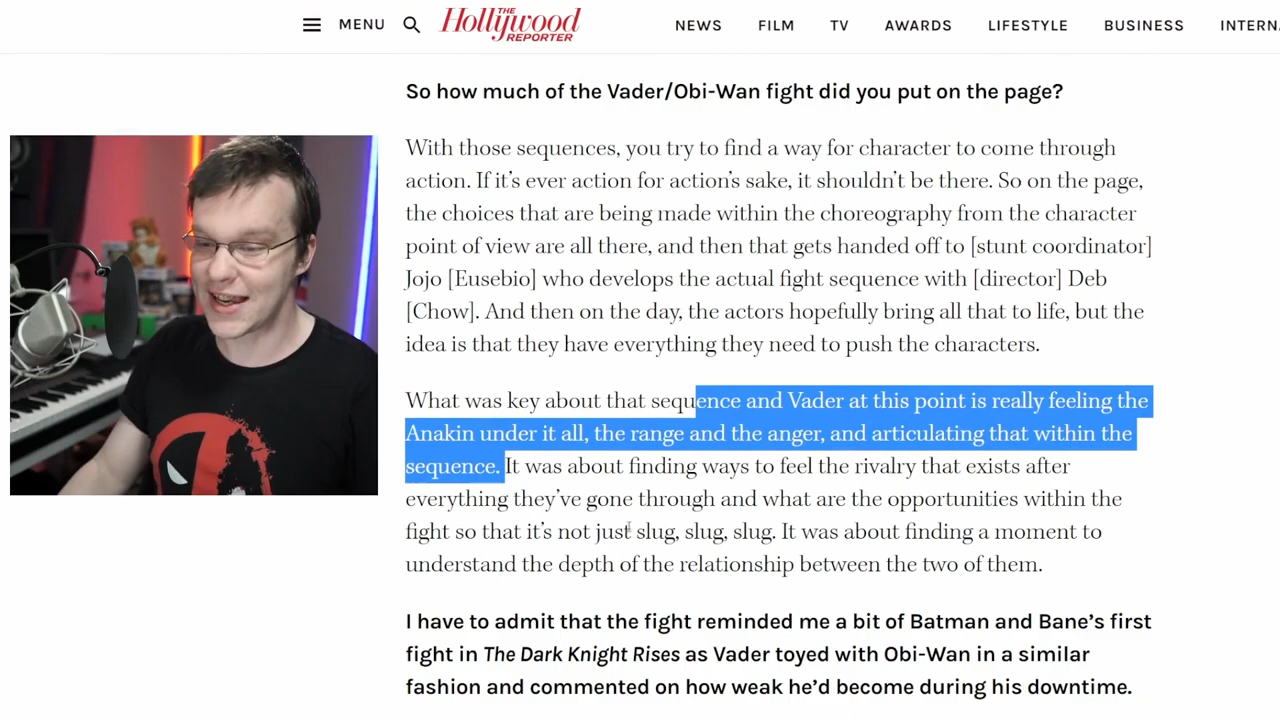 MENU
THE
Hollywood
REPORTER
NEWS FILM TV AWARDS LIFESTYLE BUSINESS INTERN
So how much of the Vader/Obi-Wan fight did you put on the page?
With those sequences, you try to find a way for character to come through
action. If it's ever action for action's sake, it shouldn't be there. So on the page,
the choices that are being made within the choreography from the character
point of view are all there, and then that gets handed off to [stunt coordinator]
Jojo [Eusebio] who develops the actual fight sequence with [director] Deb
[Chow]. And then on the day, the actors hopefully bring all that to life, but the
idea is that they have everything they need to push the characters.
What was key about that sequence and Vader at this point is really feeling the
Anakin under it all, the range and the anger, and articulating that within the
sequence. It was about finding ways to feel the rivalry that exists after
everything they've gone through and what are the opportunities within the
fight so that it's not just slug, slug, slug. It was about finding a moment to
understand the depth of the relationship between the two of them.
I have to admit that the fight reminded me a bit of Batman and Bane's first
fight in The Dark Knight Rises as Vader toyed with Obi-Wan in a similar
fashion and commented on how weak he'd become during his downtime.